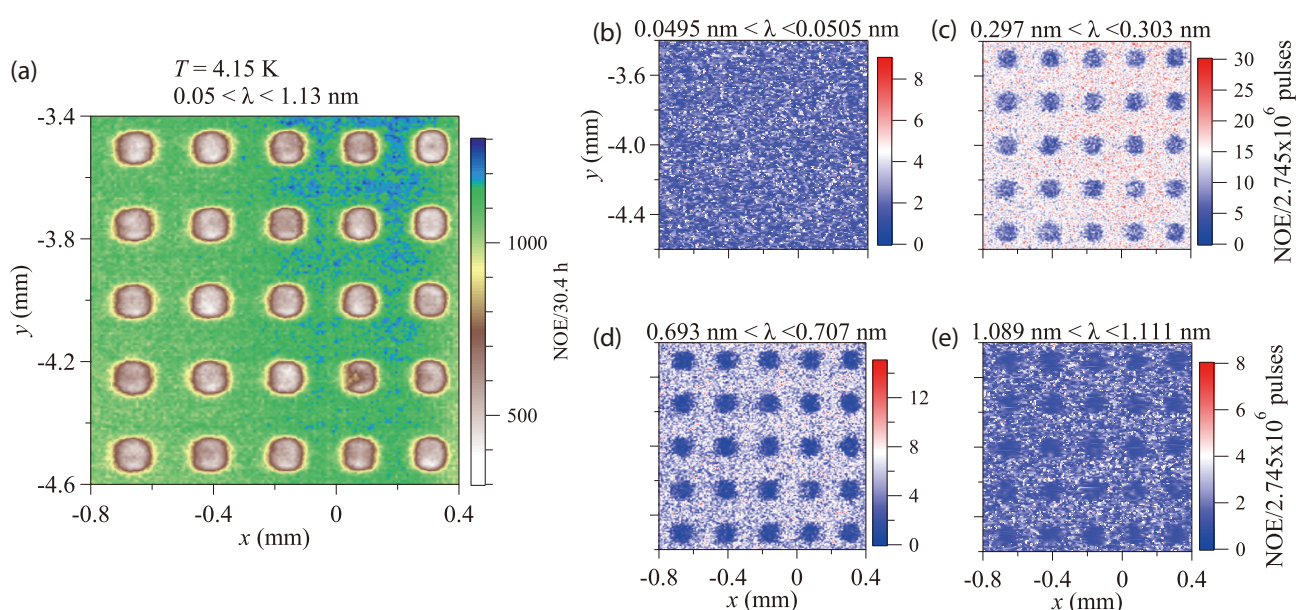 (a)
T = 4.15 K
0.05 < λ < 1.13 nm
-3.4
-3.8
-4.2
-4.6
y (mm)
-0.8
-0.4
0
0.4
x (mm)
1000
500
NOE/30.4 h
(b)
0.0495 nm < λ <0.0505 nm
-3.6
-4.0
-4.4
y (mm)
8
6
4
2
0
(c)
0.297 nm < λ <0.303 nm
30
25
20
15
10
5
0
NOE/2.745x10⁶ pulses
(d)
0.693 nm < λ <0.707 nm
12
8
4
0
-0.8
-0.4
0
0.4
x (mm)
(e)
1.089 nm < λ <1.111 nm
8
6
4
2
0
NOE/2.745x10⁶ pulses
-0.8
-0.4
0
0.4
x (mm)